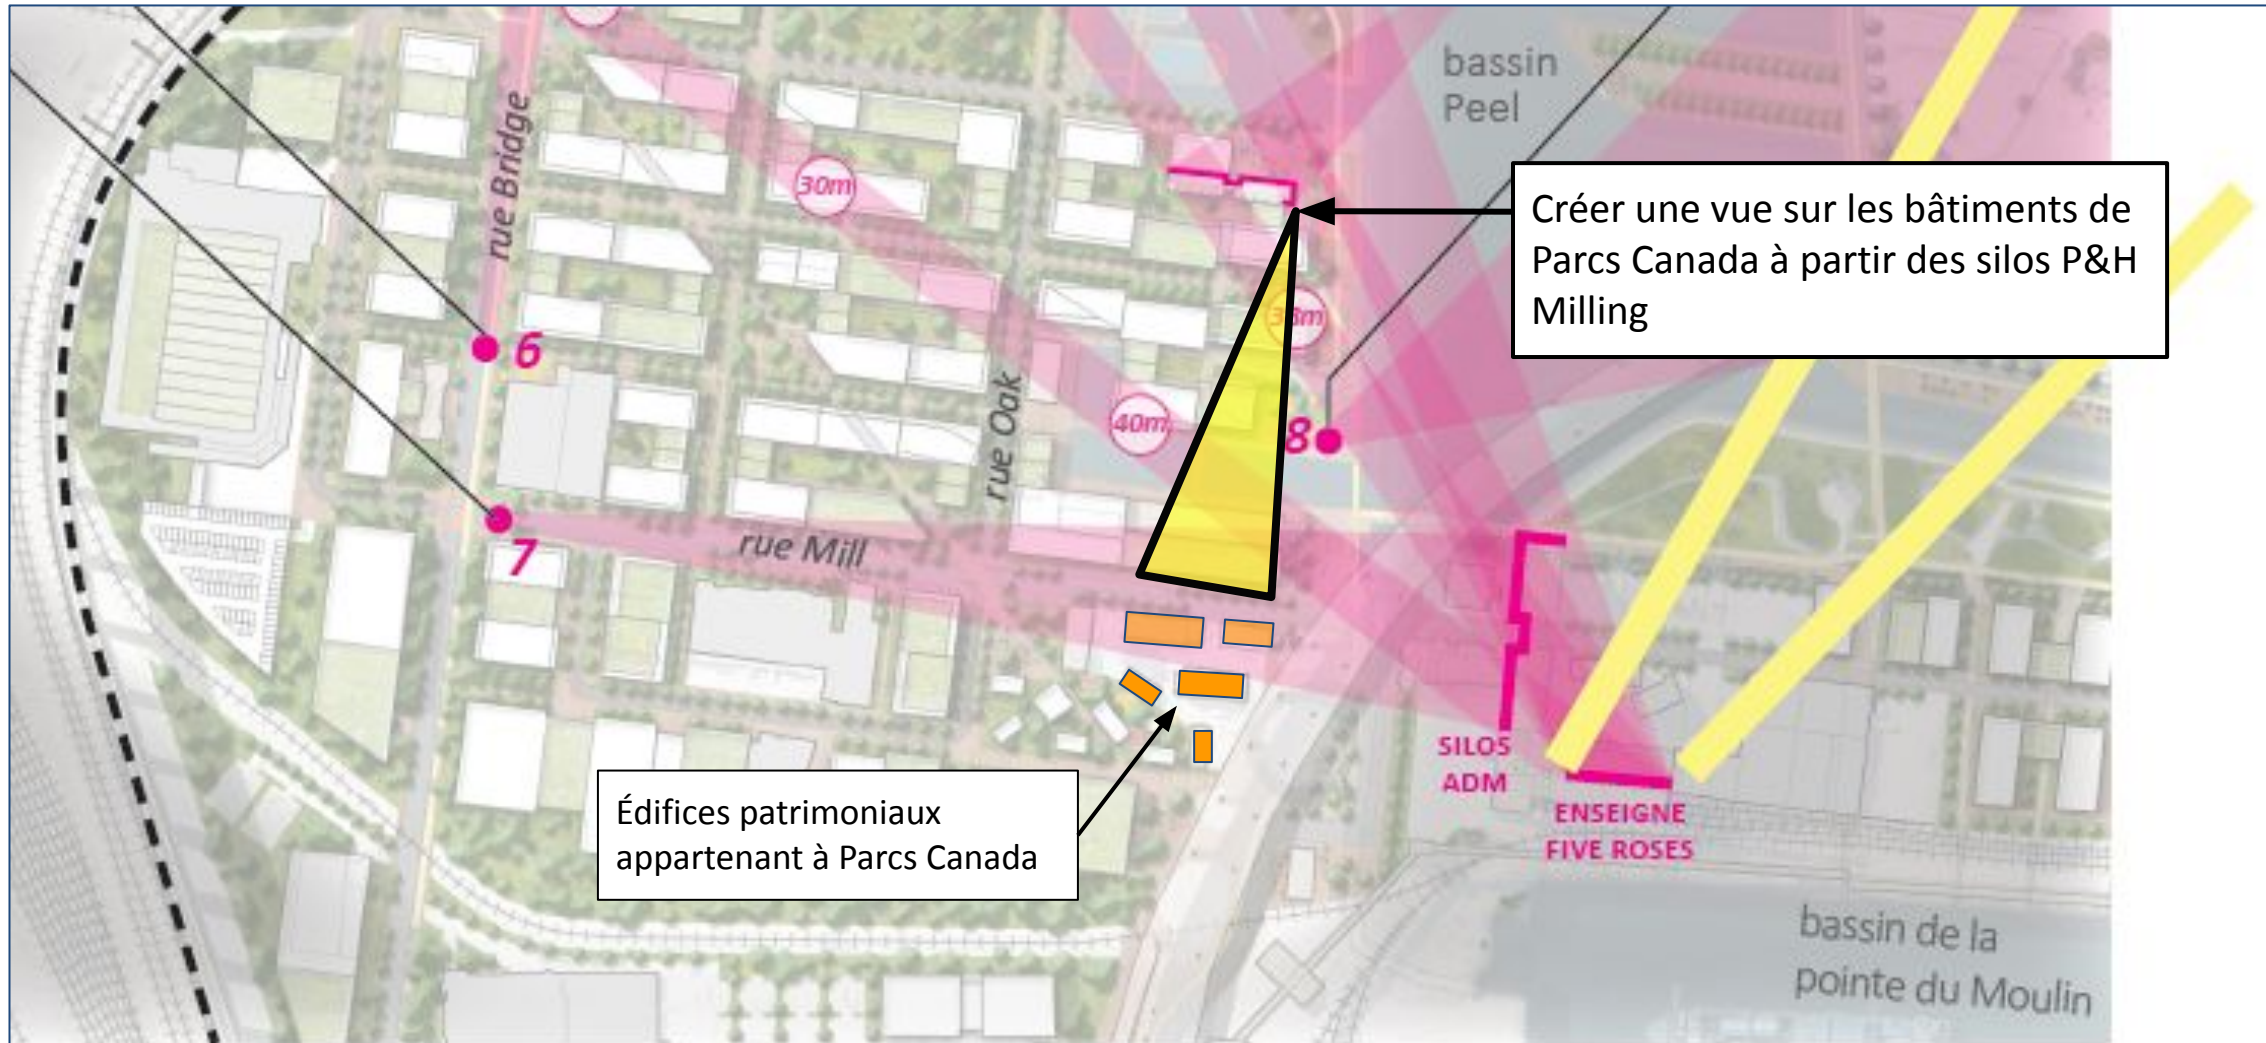 bassin
Peel
rue Bridge
30m
Créer une vue sur les bâtiments de
Parcs Canada à partir des silos P&H
Milling
38m
6
rue Oak
40m
8
7
rue Mill
SILOS
ADM
Édifices patrimoniaux
appartenant à Parcs Canada
ENSEIGNE
FIVE ROSES
bassin de la
pointe du Moulin